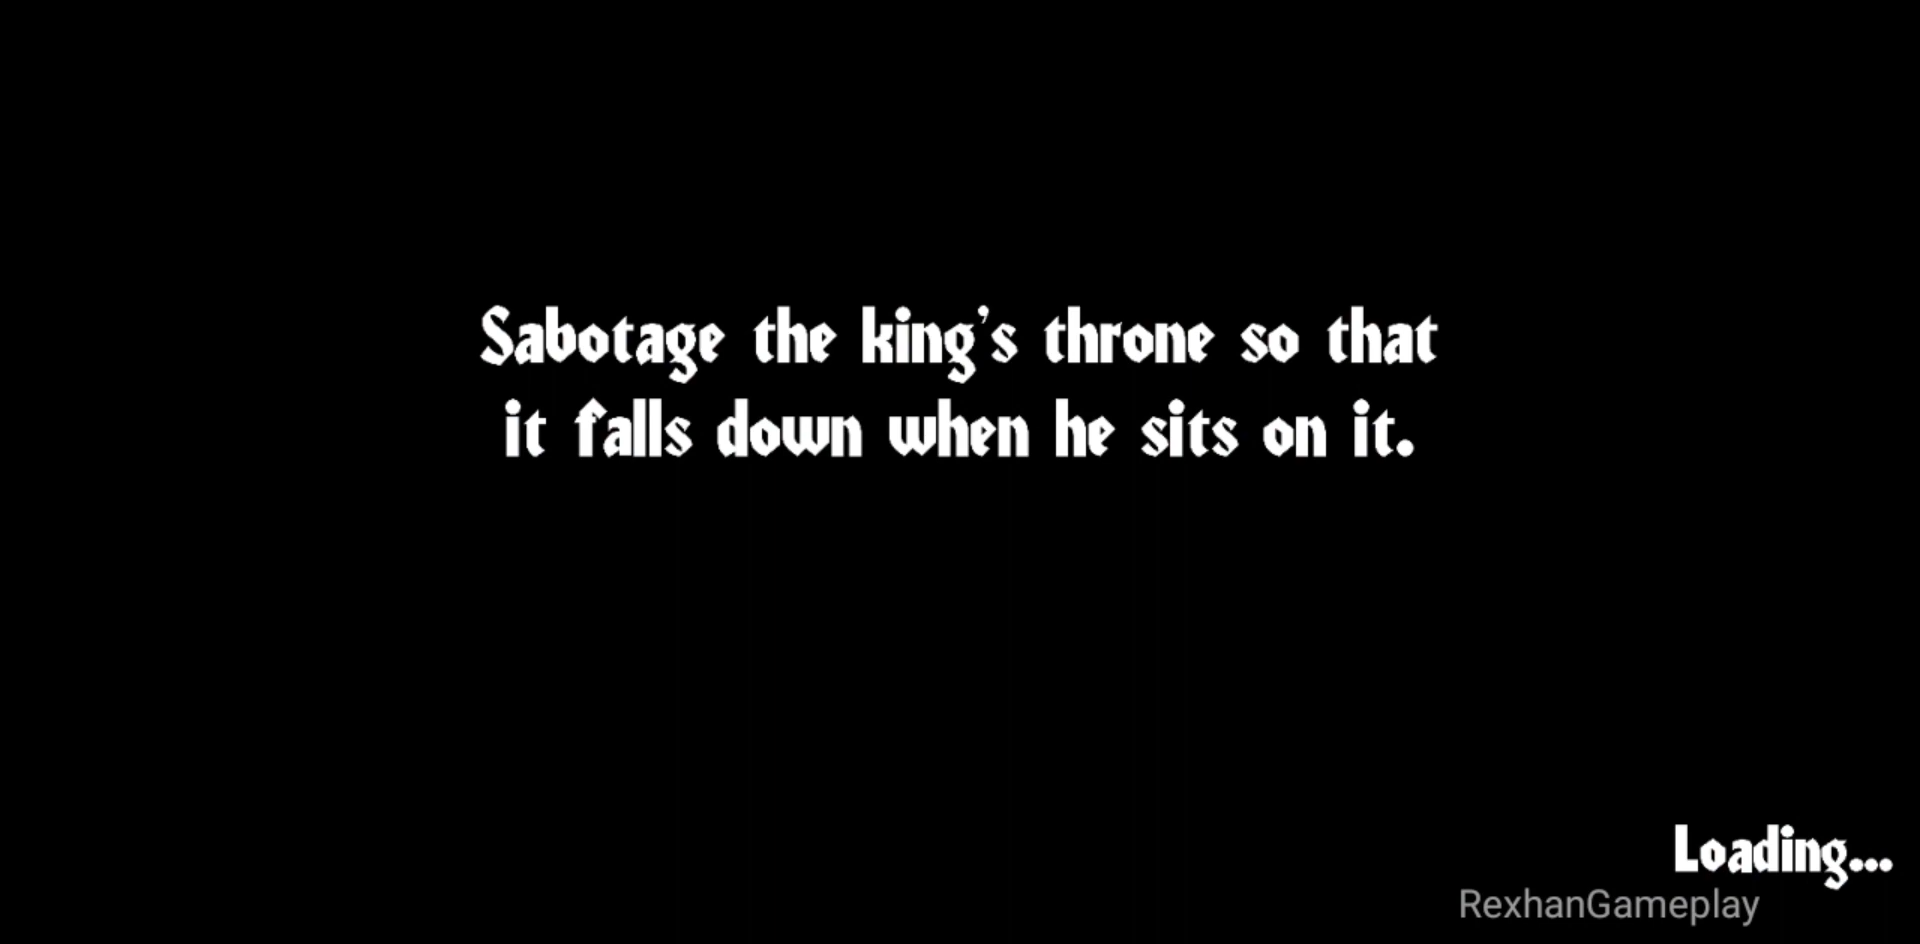 Sabotage the king's throne so that
it falls down when he sits on it.
Loading...
RexhanGameplay